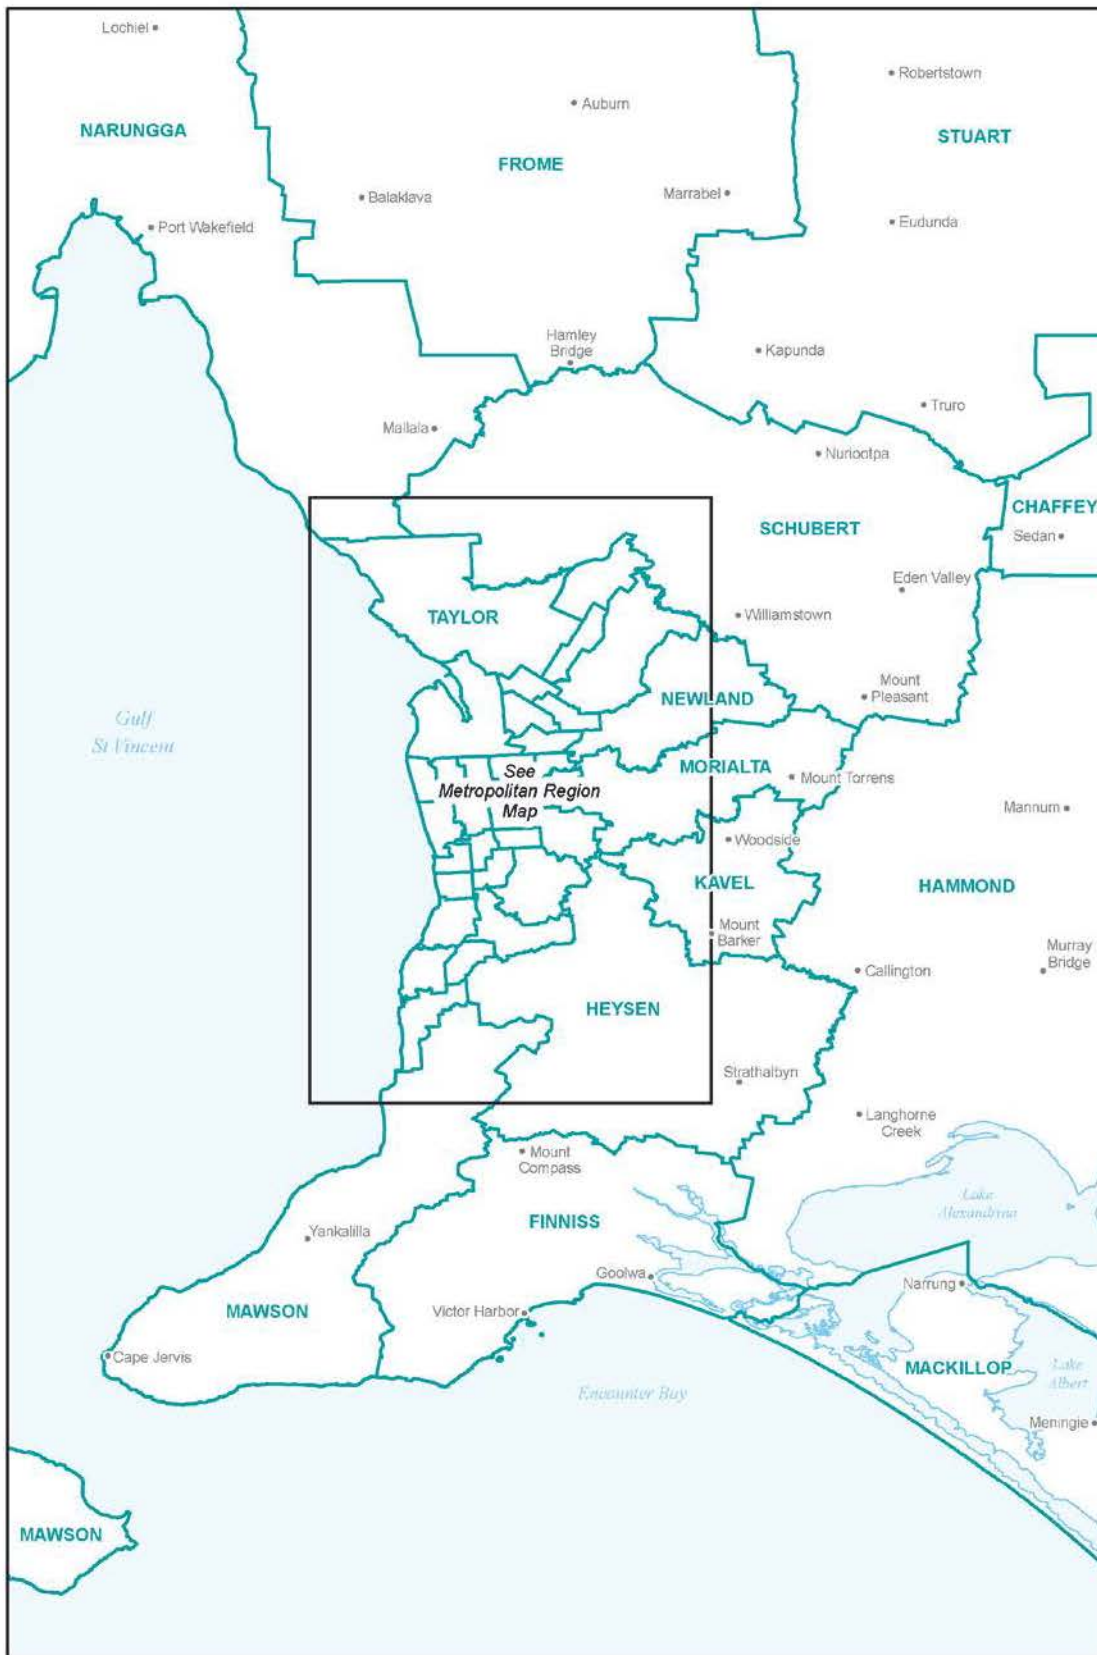 Lochiel
Robertstown
Auburn
NARUNGGA
STUART
FROME
Balaklava
Marrabel
Port Wakefield
Eudunda
Hamley
Bridge
Kapunda
Truro
Mallala
Nuriootpa
CHAFFEY
SCHUBERT
Sedan
Eden Valley
TAYLOR
Williamstown
Mount
Pleasant
NEWLAND
Gulf
St Vincent
MORIALTA
See
Metropolitan Region
Map
Mount Torrens
Mannum
Woodside
KAVEL
HAMMOND
Mount
Barker
Murray
Bridge
Callington
HEYSEN
Strathalbyn
Langhorne
Creek
Mount
Compass
Lake
Alexandrina
FINNISS
Yankalilla
Goolwa
Narrung
MAWSON
Victor Harbor
Cape Jervis
MACKILLOP
Lake
Albert
Encounter Bay
Meningie
MAWSON